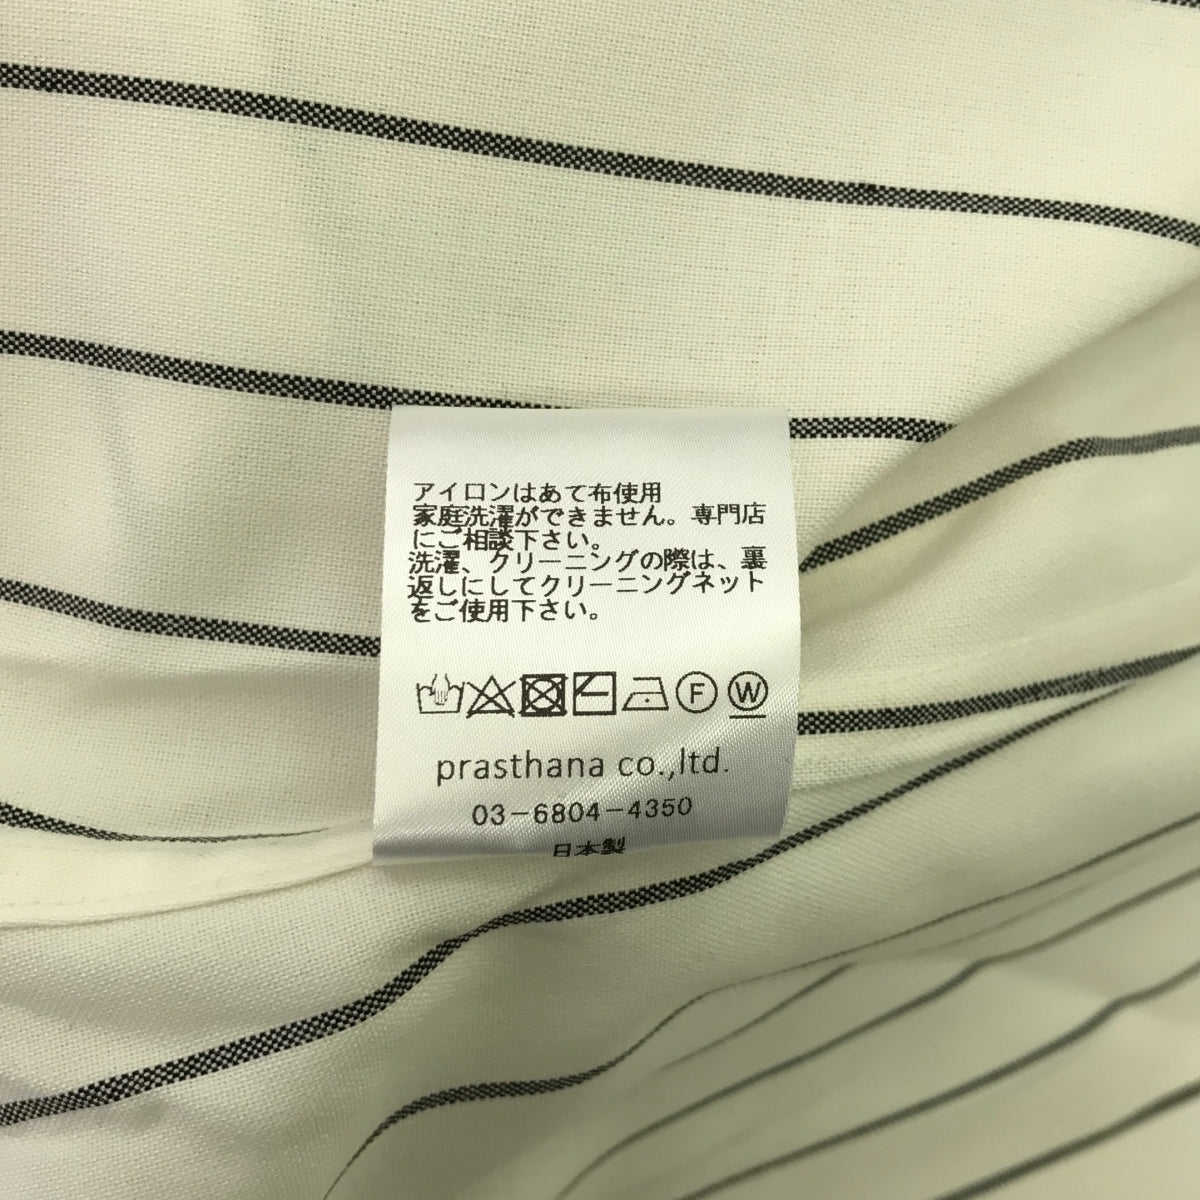 アイロンはあて布使用
家庭洗濯ができません。専門店
にご相談下さい。
洗濯、クリーニングの際は、裏
返しにしてクリーニングネット
をご使用下さい。
F W
prasthana co.,ltd.
03-6804-4350
日本製